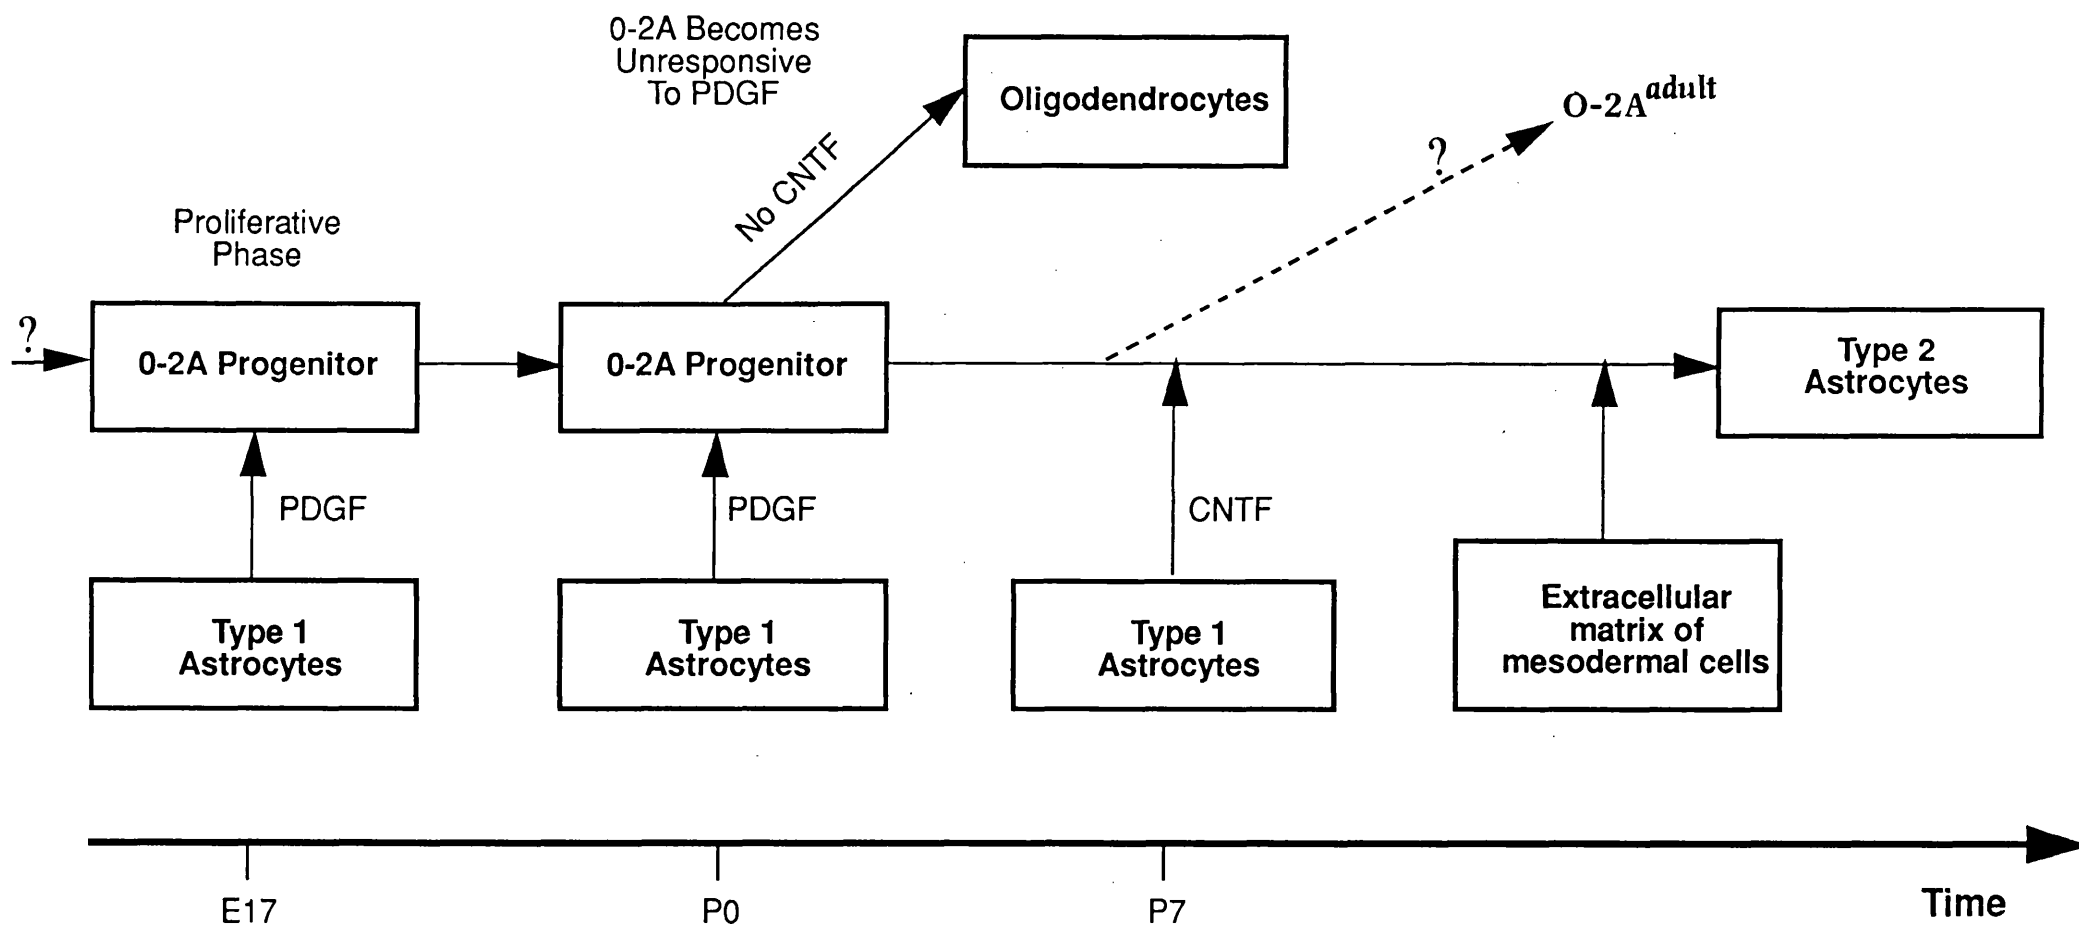 0-2A Becomes
Unresponsive
To PDGF
Oligodendrocytes
O-2A^adult
?
No CNTF
Proliferative
Phase
?
0-2A Progenitor
0-2A Progenitor
Type 2
Astrocytes
PDGF
PDGF
CNTF
Type 1
Astrocytes
Type 1
Astrocytes
Type 1
Astrocytes
Extracellular
matrix of
mesodermal cells
E17
P0
P7
Time